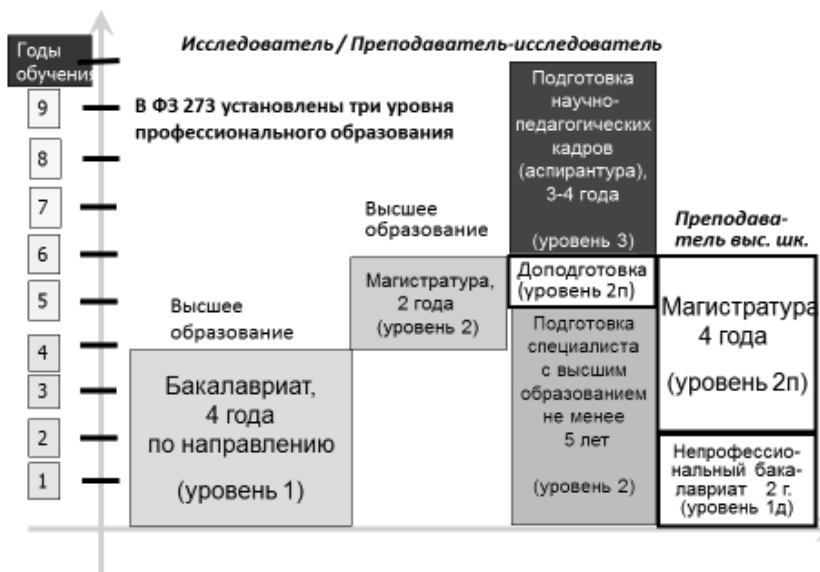 Исследователь / Преподаватель-исследователь
Годы
обучения
9
8
7
6
5
4
3
2
1
В ФЗ 273 установлены три уровня
профессионального образования
Высшее
образование
Бакалавриат,
4 года
по направлению
(уровень 1)
Высшее
образование
Магистратура,
2 года
(уровень 2)
Подготовка
научно-
педагогических
кадров
(аспирантура),
3-4 года
(уровень 3)
Доподготовка
(уровень 2п)
Подготовка
специалиста
с высшим
образованием
не менее
5 лет
(уровень 2)
Преподава-
тель выс. шк.
Магистратура
4 года
(уровень 2п)
Непрофессио-
нальный бака-
лавриат 2 г.
(уровень 1д)